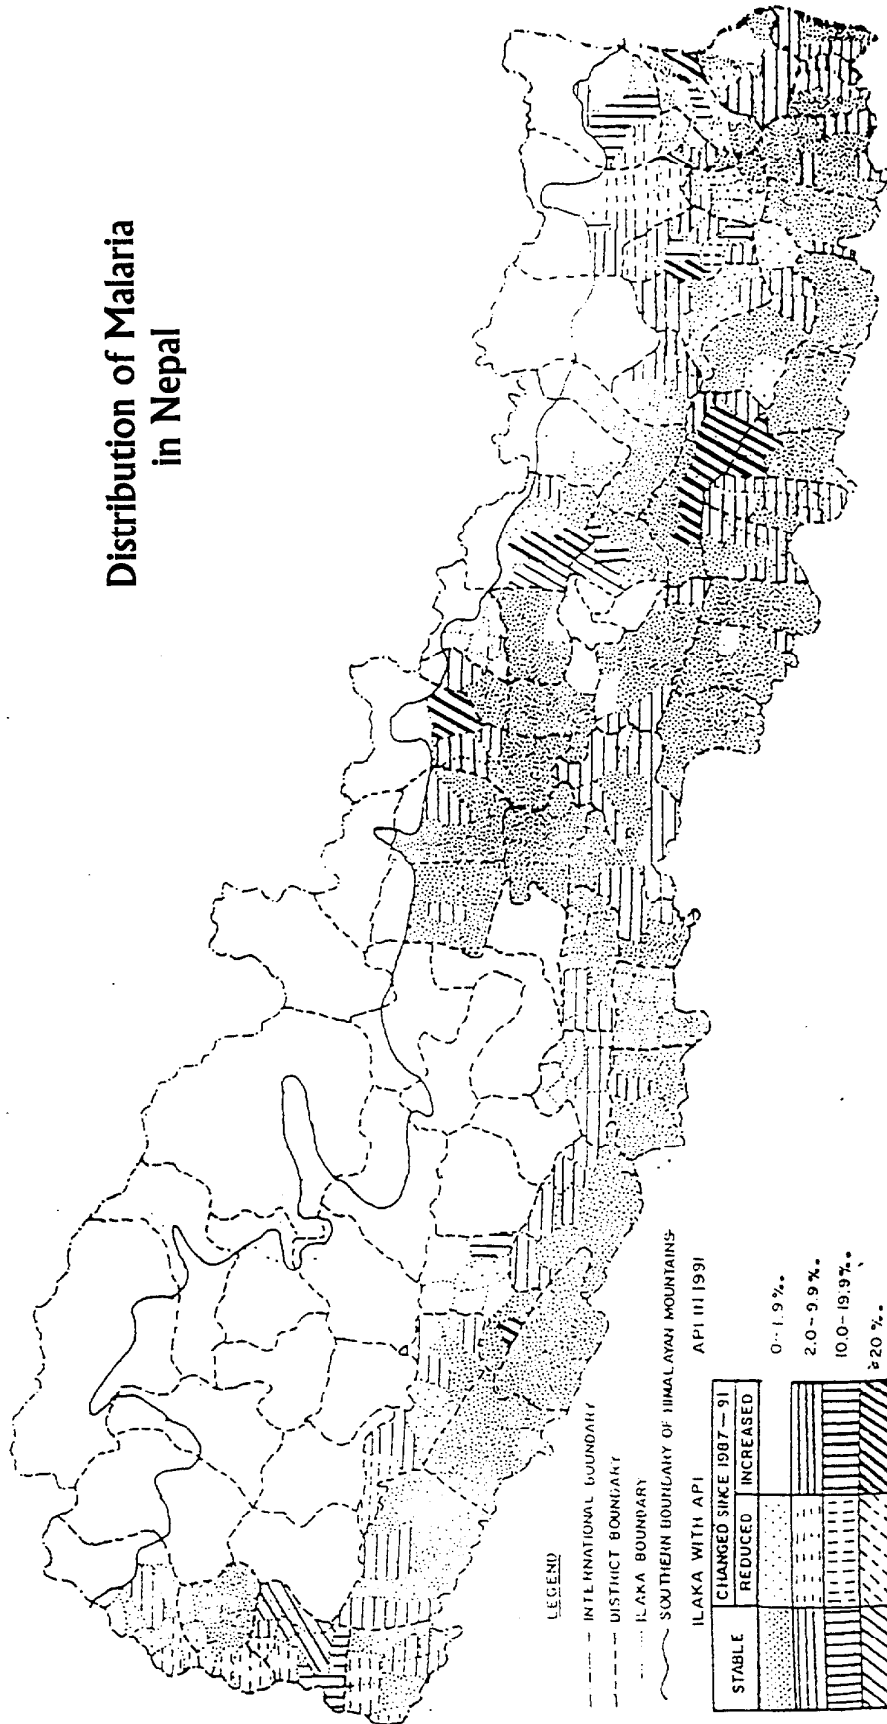 Distribution of Malaria
in Nepal
LEGEND
INTERNATIONAL BOUNDARY
DISTRICT BOUNDARY
ILAKA BOUNDARY
SOUTHERN BOUNDARY OF HIMALAYAN MOUNTAINS
ILAKA WITH API
API IN 1991
STABLE
CHANGED SINCE 1987-91
REDUCED
INCREASED
0-1.9‰
2.0-9.9‰
10.0-19.9‰
≥20‰